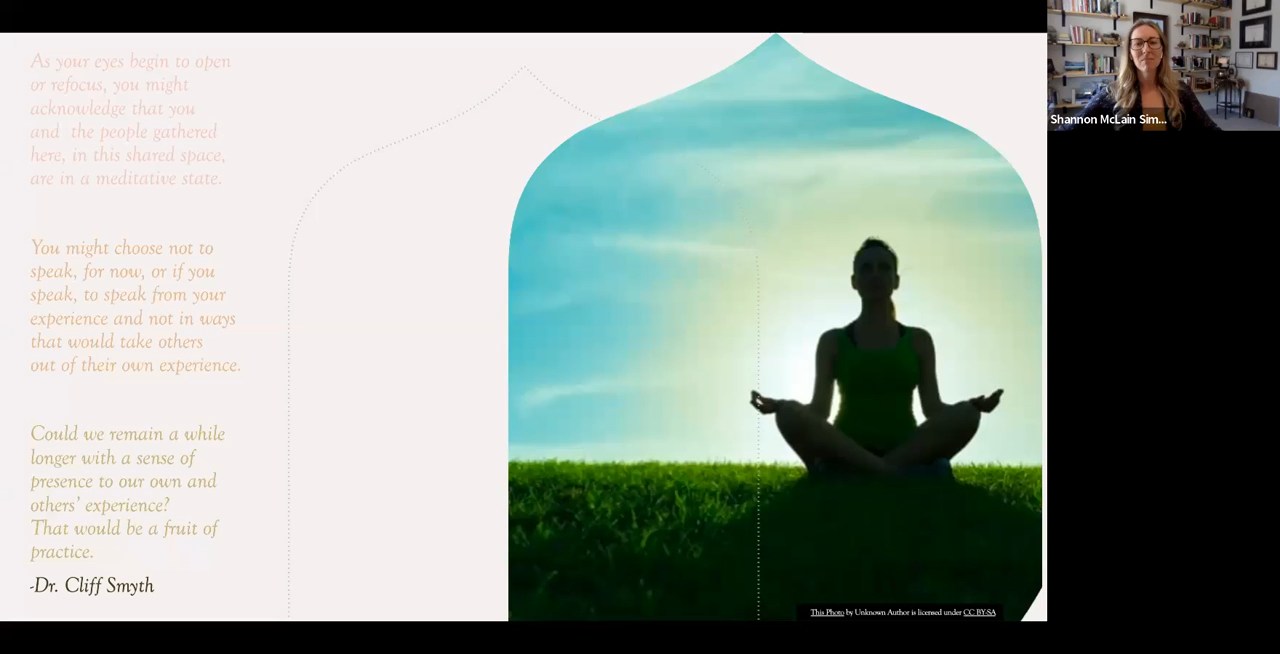 As your eyes begin to open
or refocus, you might
acknowledge that you
and the people gathered
here, in this shared space,
are in a meditative state.
You might choose not to
speak, for now, or if you
speak, to speak from your
experience and not in ways
that would take others
out of their own experience.
Could we remain a while
longer with a sense of
presence to our own and
others' experience?
That would be a fruit of
practice.
-Dr. Cliff Smyth
This Photo by Unknown Author is licensed under CC BY-SA
Shannon McLain Sim...